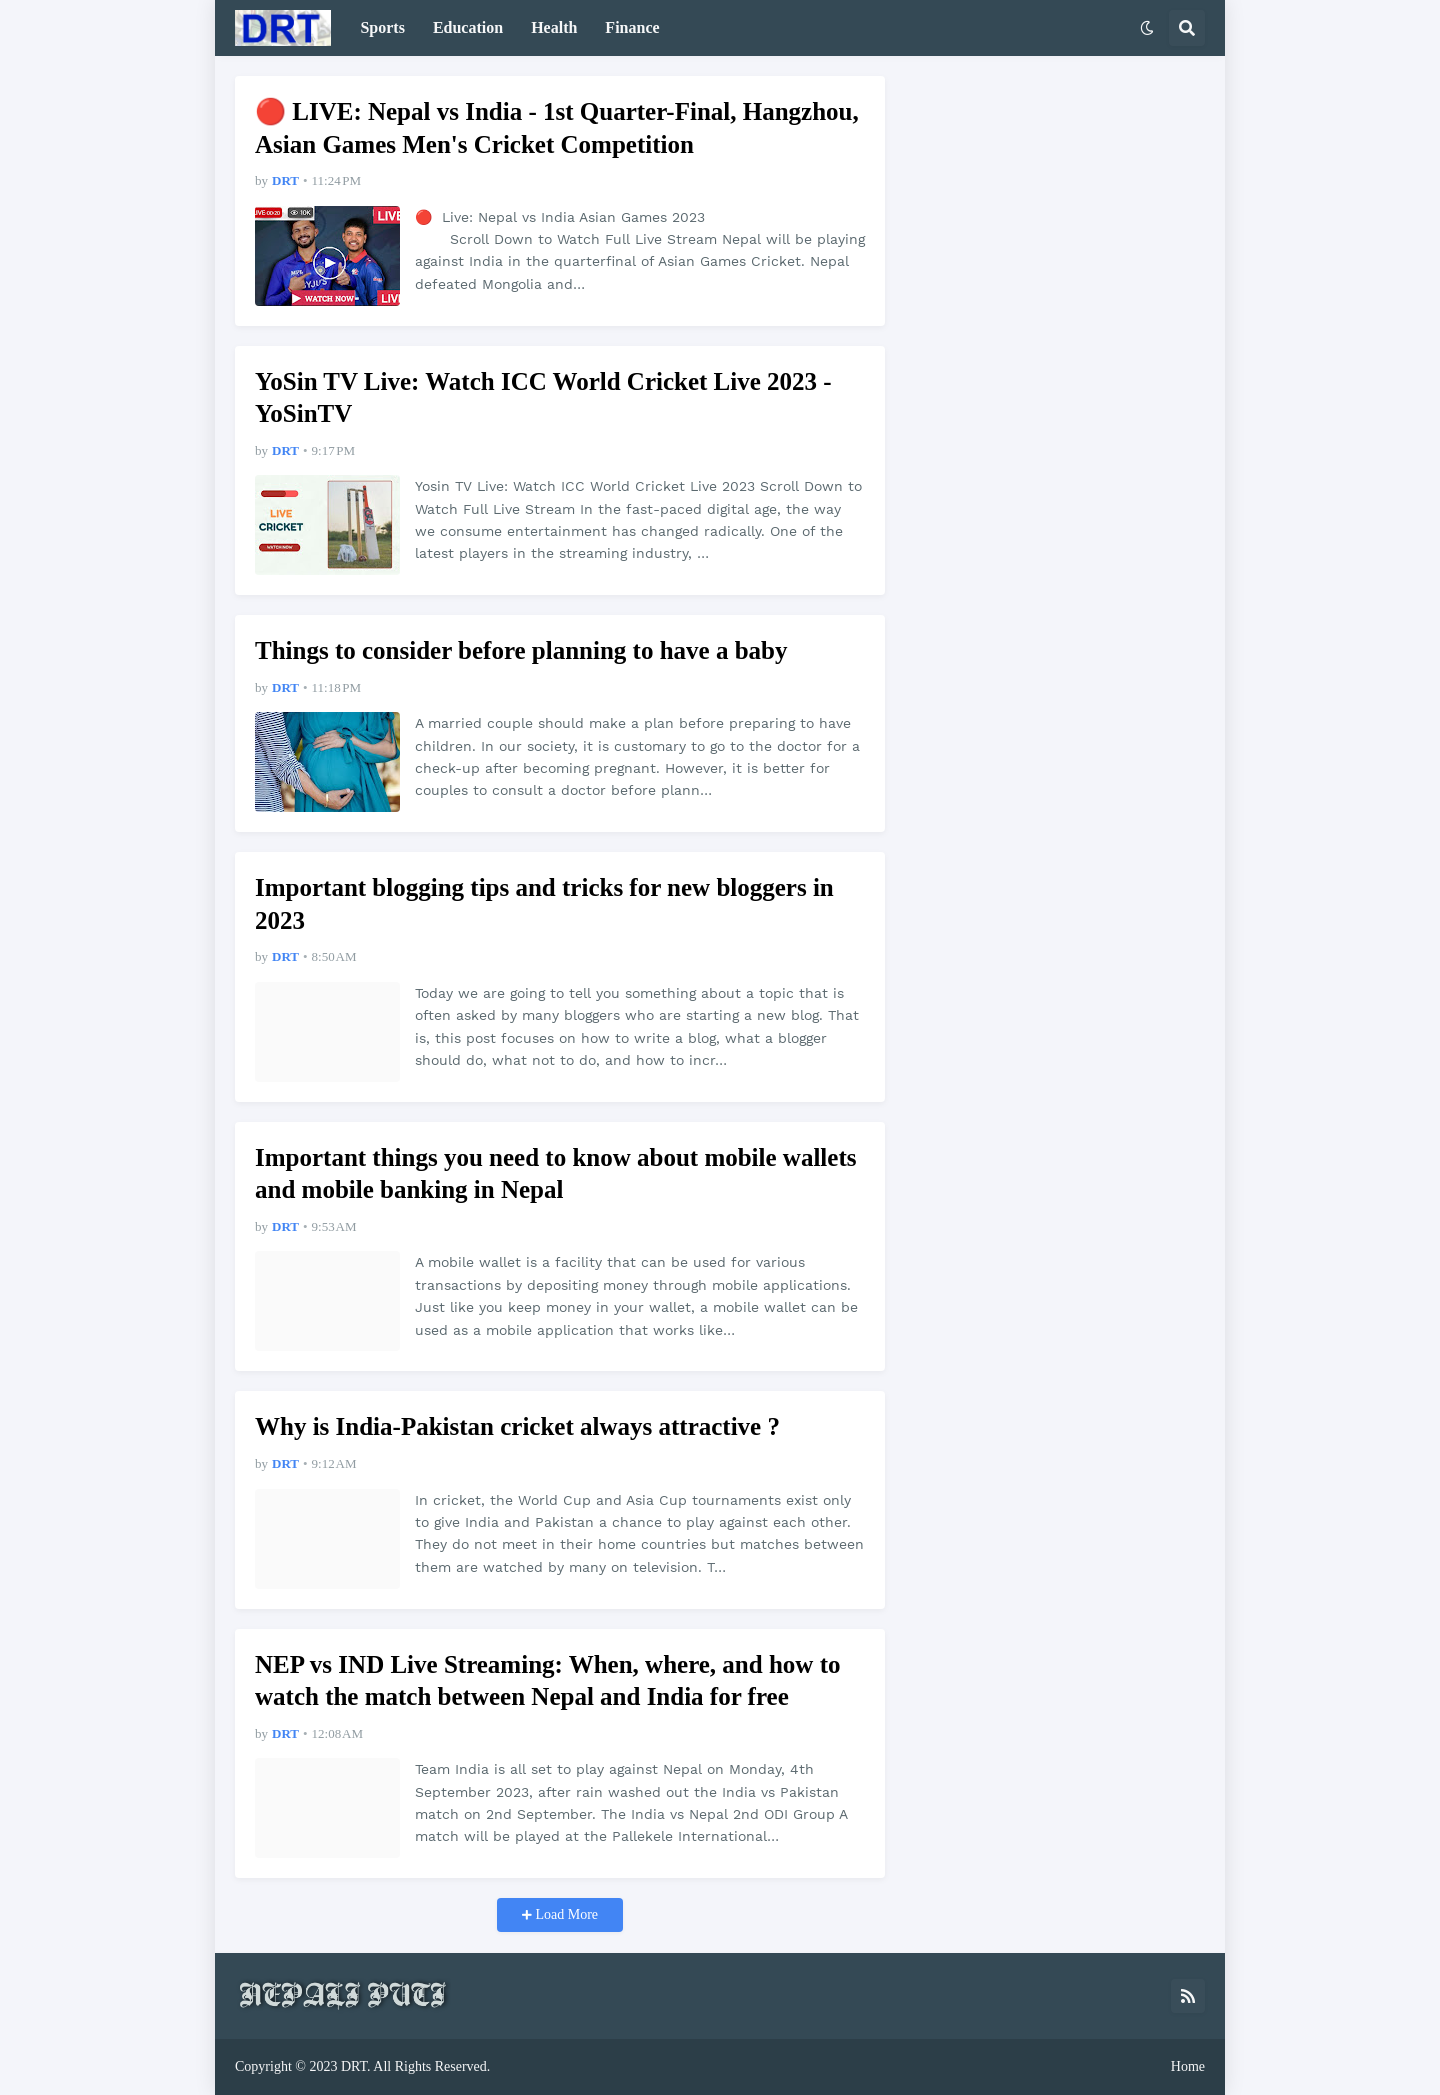 DRT
Sports Education Health Finance
🔴 LIVE: Nepal vs India - 1st Quarter-Final, Hangzhou,
Asian Games Men's Cricket Competition
by DRT • 11:24 PM
LIVE 00:20 10K LIVE
WATCH NOW LIVE
🔴 Live: Nepal vs India Asian Games 2023
Scroll Down to Watch Full Live Stream Nepal will be playing
against India in the quarterfinal of Asian Games Cricket. Nepal
defeated Mongolia and…
YoSin TV Live: Watch ICC World Cricket Live 2023 -
YoSinTV
by DRT • 9:17 PM
LIVE
CRICKET
WATCH NOW
Yosin TV Live: Watch ICC World Cricket Live 2023 Scroll Down to
Watch Full Live Stream In the fast-paced digital age, the way
we consume entertainment has changed radically. One of the
latest players in the streaming industry, …
Things to consider before planning to have a baby
by DRT • 11:18 PM
A married couple should make a plan before preparing to have
children. In our society, it is customary to go to the doctor for a
check-up after becoming pregnant. However, it is better for
couples to consult a doctor before plann…
Important blogging tips and tricks for new bloggers in
2023
by DRT • 8:50 AM
Today we are going to tell you something about a topic that is
often asked by many bloggers who are starting a new blog. That
is, this post focuses on how to write a blog, what a blogger
should do, what not to do, and how to incr…
Important things you need to know about mobile wallets
and mobile banking in Nepal
by DRT • 9:53 AM
A mobile wallet is a facility that can be used for various
transactions by depositing money through mobile applications.
Just like you keep money in your wallet, a mobile wallet can be
used as a mobile application that works like…
Why is India-Pakistan cricket always attractive ?
by DRT • 9:12 AM
In cricket, the World Cup and Asia Cup tournaments exist only
to give India and Pakistan a chance to play against each other.
They do not meet in their home countries but matches between
them are watched by many on television. T…
NEP vs IND Live Streaming: When, where, and how to
watch the match between Nepal and India for free
by DRT • 12:08 AM
Team India is all set to play against Nepal on Monday, 4th
September 2023, after rain washed out the India vs Pakistan
match on 2nd September. The India vs Nepal 2nd ODI Group A
match will be played at the Pallekele International…
+ Load More
NEPALI PUTI
Copyright © 2023 DRT. All Rights Reserved. Home